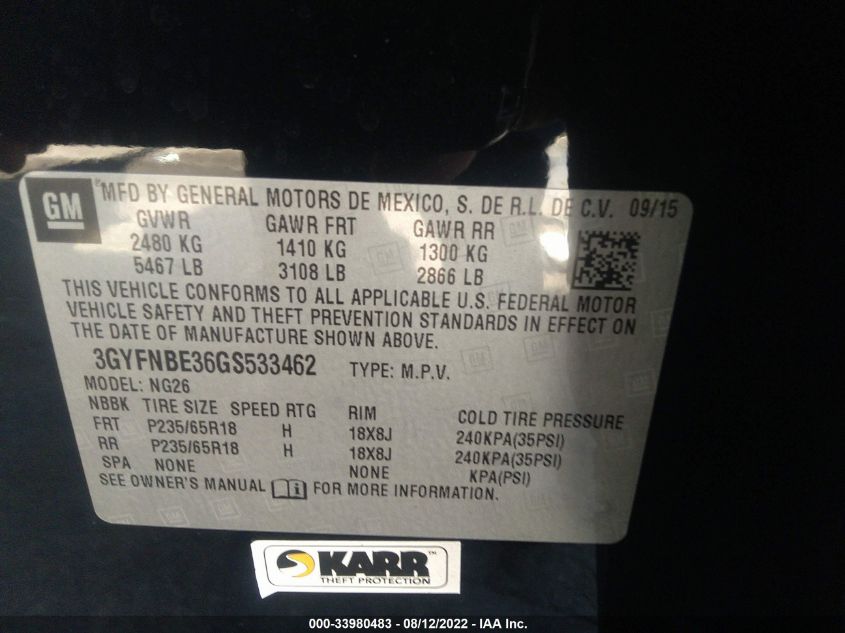 GM
MFD BY GENERAL MOTORS DE MEXICO, S. DE R.L. DE C.V. 09/15
GVWR GAWR FRT GAWR RR
2480 KG 1410 KG 1300 KG
5467 LB 3108 LB 2866 LB
THIS VEHICLE CONFORMS TO ALL APPLICABLE U.S. FEDERAL MOTOR
VEHICLE SAFETY AND THEFT PREVENTION STANDARDS IN EFFECT ON
THE DATE OF MANUFACTURE SHOWN ABOVE.
3GYFNBE36GS533462 TYPE: M.P.V.
MODEL: NG26
NBBK TIRE SIZE SPEED RTG RIM COLD TIRE PRESSURE
FRT P235/65R18 H 18X8J 240KPA(35PSI)
RR P235/65R18 H 18X8J 240KPA(35PSI)
SPA NONE NONE KPA(PSI)
SEE OWNER'S MANUAL FOR MORE INFORMATION.
KARR™
THEFT PROTECTION
000-33980483 - 08/12/2022 - IAA Inc.